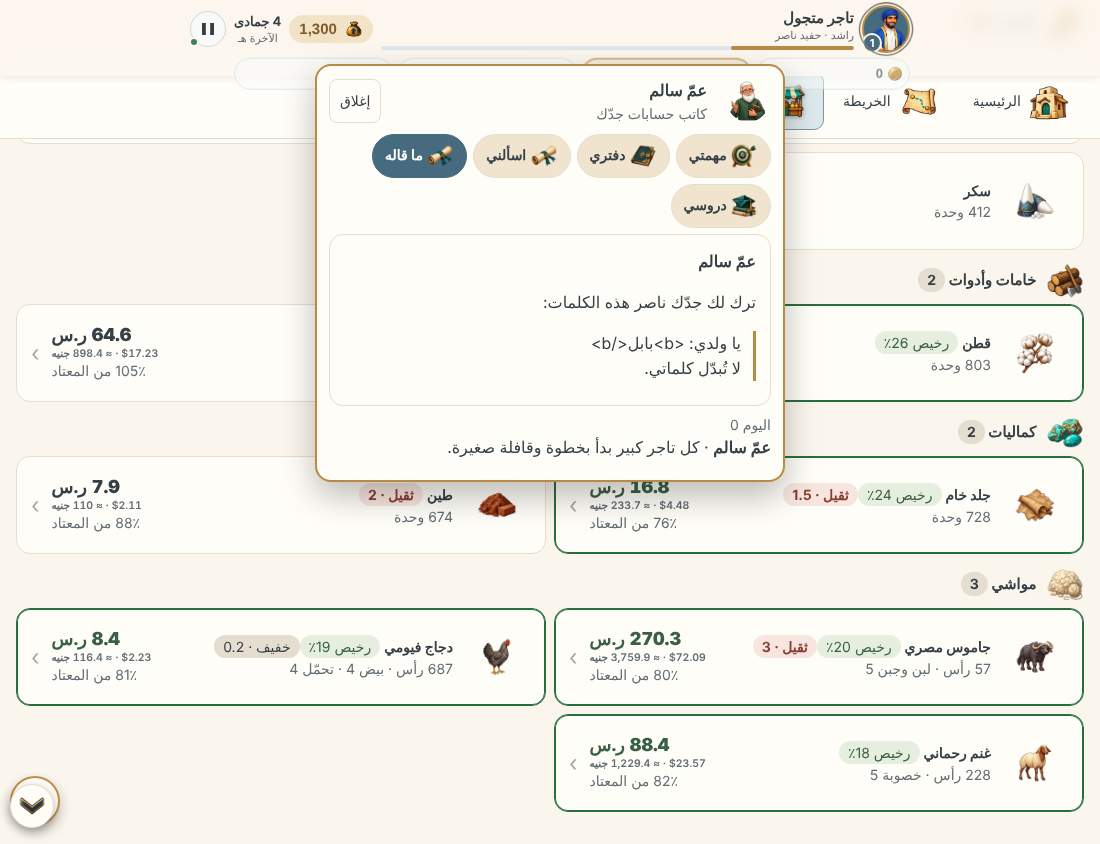 تاجر متجول
راشد · حفيد ناصر
1
1,300
4 جمادى
الآخرة هـ
0
الرئيسية
الخريطة
عمّ سالم
كاتب حسابات جدّك
إغلاق
مهمتي
دفتري
اسألني
ما قاله
دروسي
عمّ سالم
ترك لك جدّك ناصر هذه الكلمات:
يا ولدي: <b>بابل</b>
لا تُبدّل كلماتي.
اليوم 0
عمّ سالم · كل تاجر كبير بدأ بخطوة وقافلة صغيرة.
سكر
412 وحدة
خامات وأدوات 2
قطن رخيص 26٪
803 وحدة
64.6 ر.س
$17.23 · ≈ 898.4 جنيه
105٪ من المعتاد
كماليات 2
جلد خام رخيص 24٪ ثقيل · 1.5
728 وحدة
16.8 ر.س
$4.48 · ≈ 233.7 جنيه
76٪ من المعتاد
طين ثقيل · 2
674 وحدة
7.9 ر.س
$2.11 · ≈ 110 جنيه
88٪ من المعتاد
مواشي 3
جاموس مصري رخيص 20٪ ثقيل · 3
57 رأس · لبن وجبن 5
270.3 ر.س
$72.09 · ≈ 3,759.9 جنيه
80٪ من المعتاد
دجاج فيومي رخيص 19٪ خفيف · 0.2
687 رأس · بيض 4 · تحمّل 4
8.4 ر.س
$2.23 · ≈ 116.4 جنيه
81٪ من المعتاد
غنم رحماني رخيص 18٪
228 رأس · خصوبة 5
88.4 ر.س
$23.57 · ≈ 1,229.4 جنيه
82٪ من المعتاد